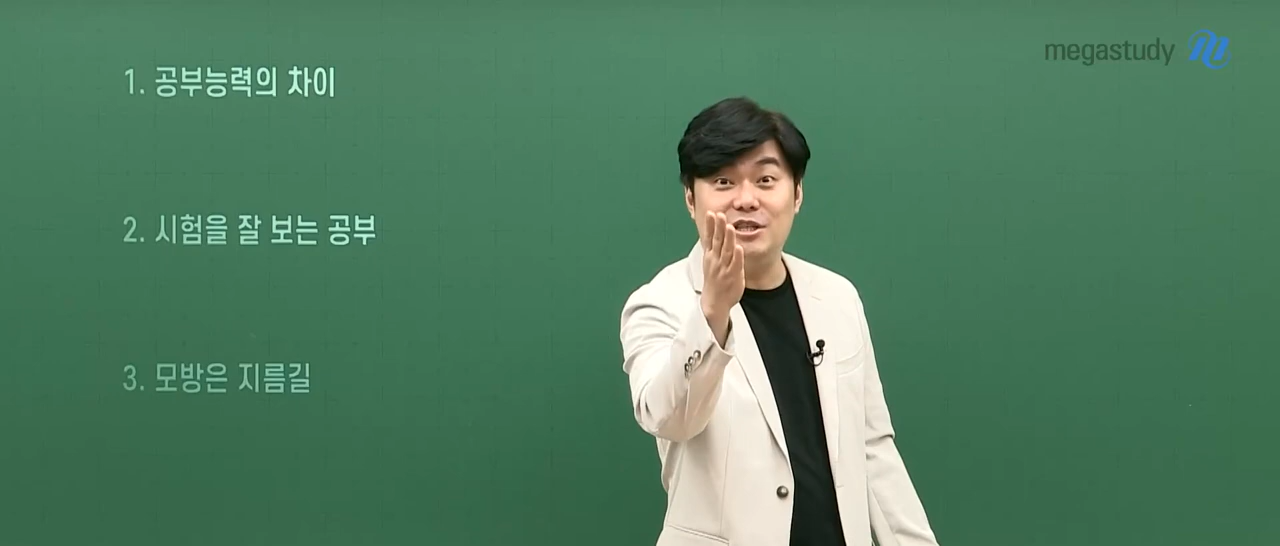 megastudy
1. 공부능력의 차이
2. 시험을 잘 보는 공부
3. 모방은 지름길